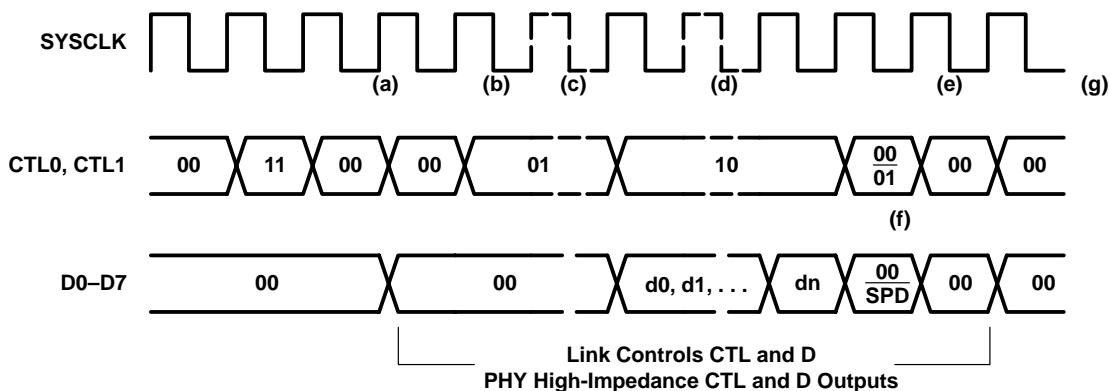 SYSCLK
(a) (b) (c) (d) (e) (g)
CTL0, CTL1 00 11 00 00 01 10 00 00 00
01
(f)
D0–D7 00 00 d0, d1, . . . dn 00 00 00
SPD
Link Controls CTL and D
PHY High-Impedance CTL and D Outputs